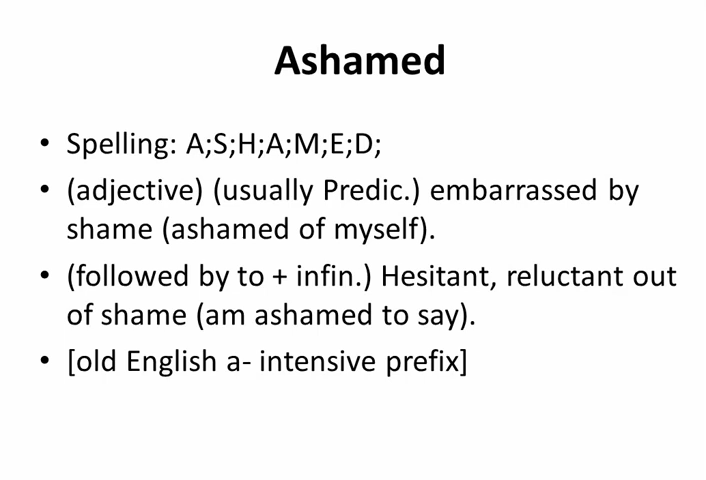 Ashamed
• Spelling: A;S;H;A;M;E;D;
• (adjective) (usually Predic.) embarrassed by
shame (ashamed of myself).
• (followed by to + infin.) Hesitant, reluctant out
of shame (am ashamed to say).
• [old English a- intensive prefix]